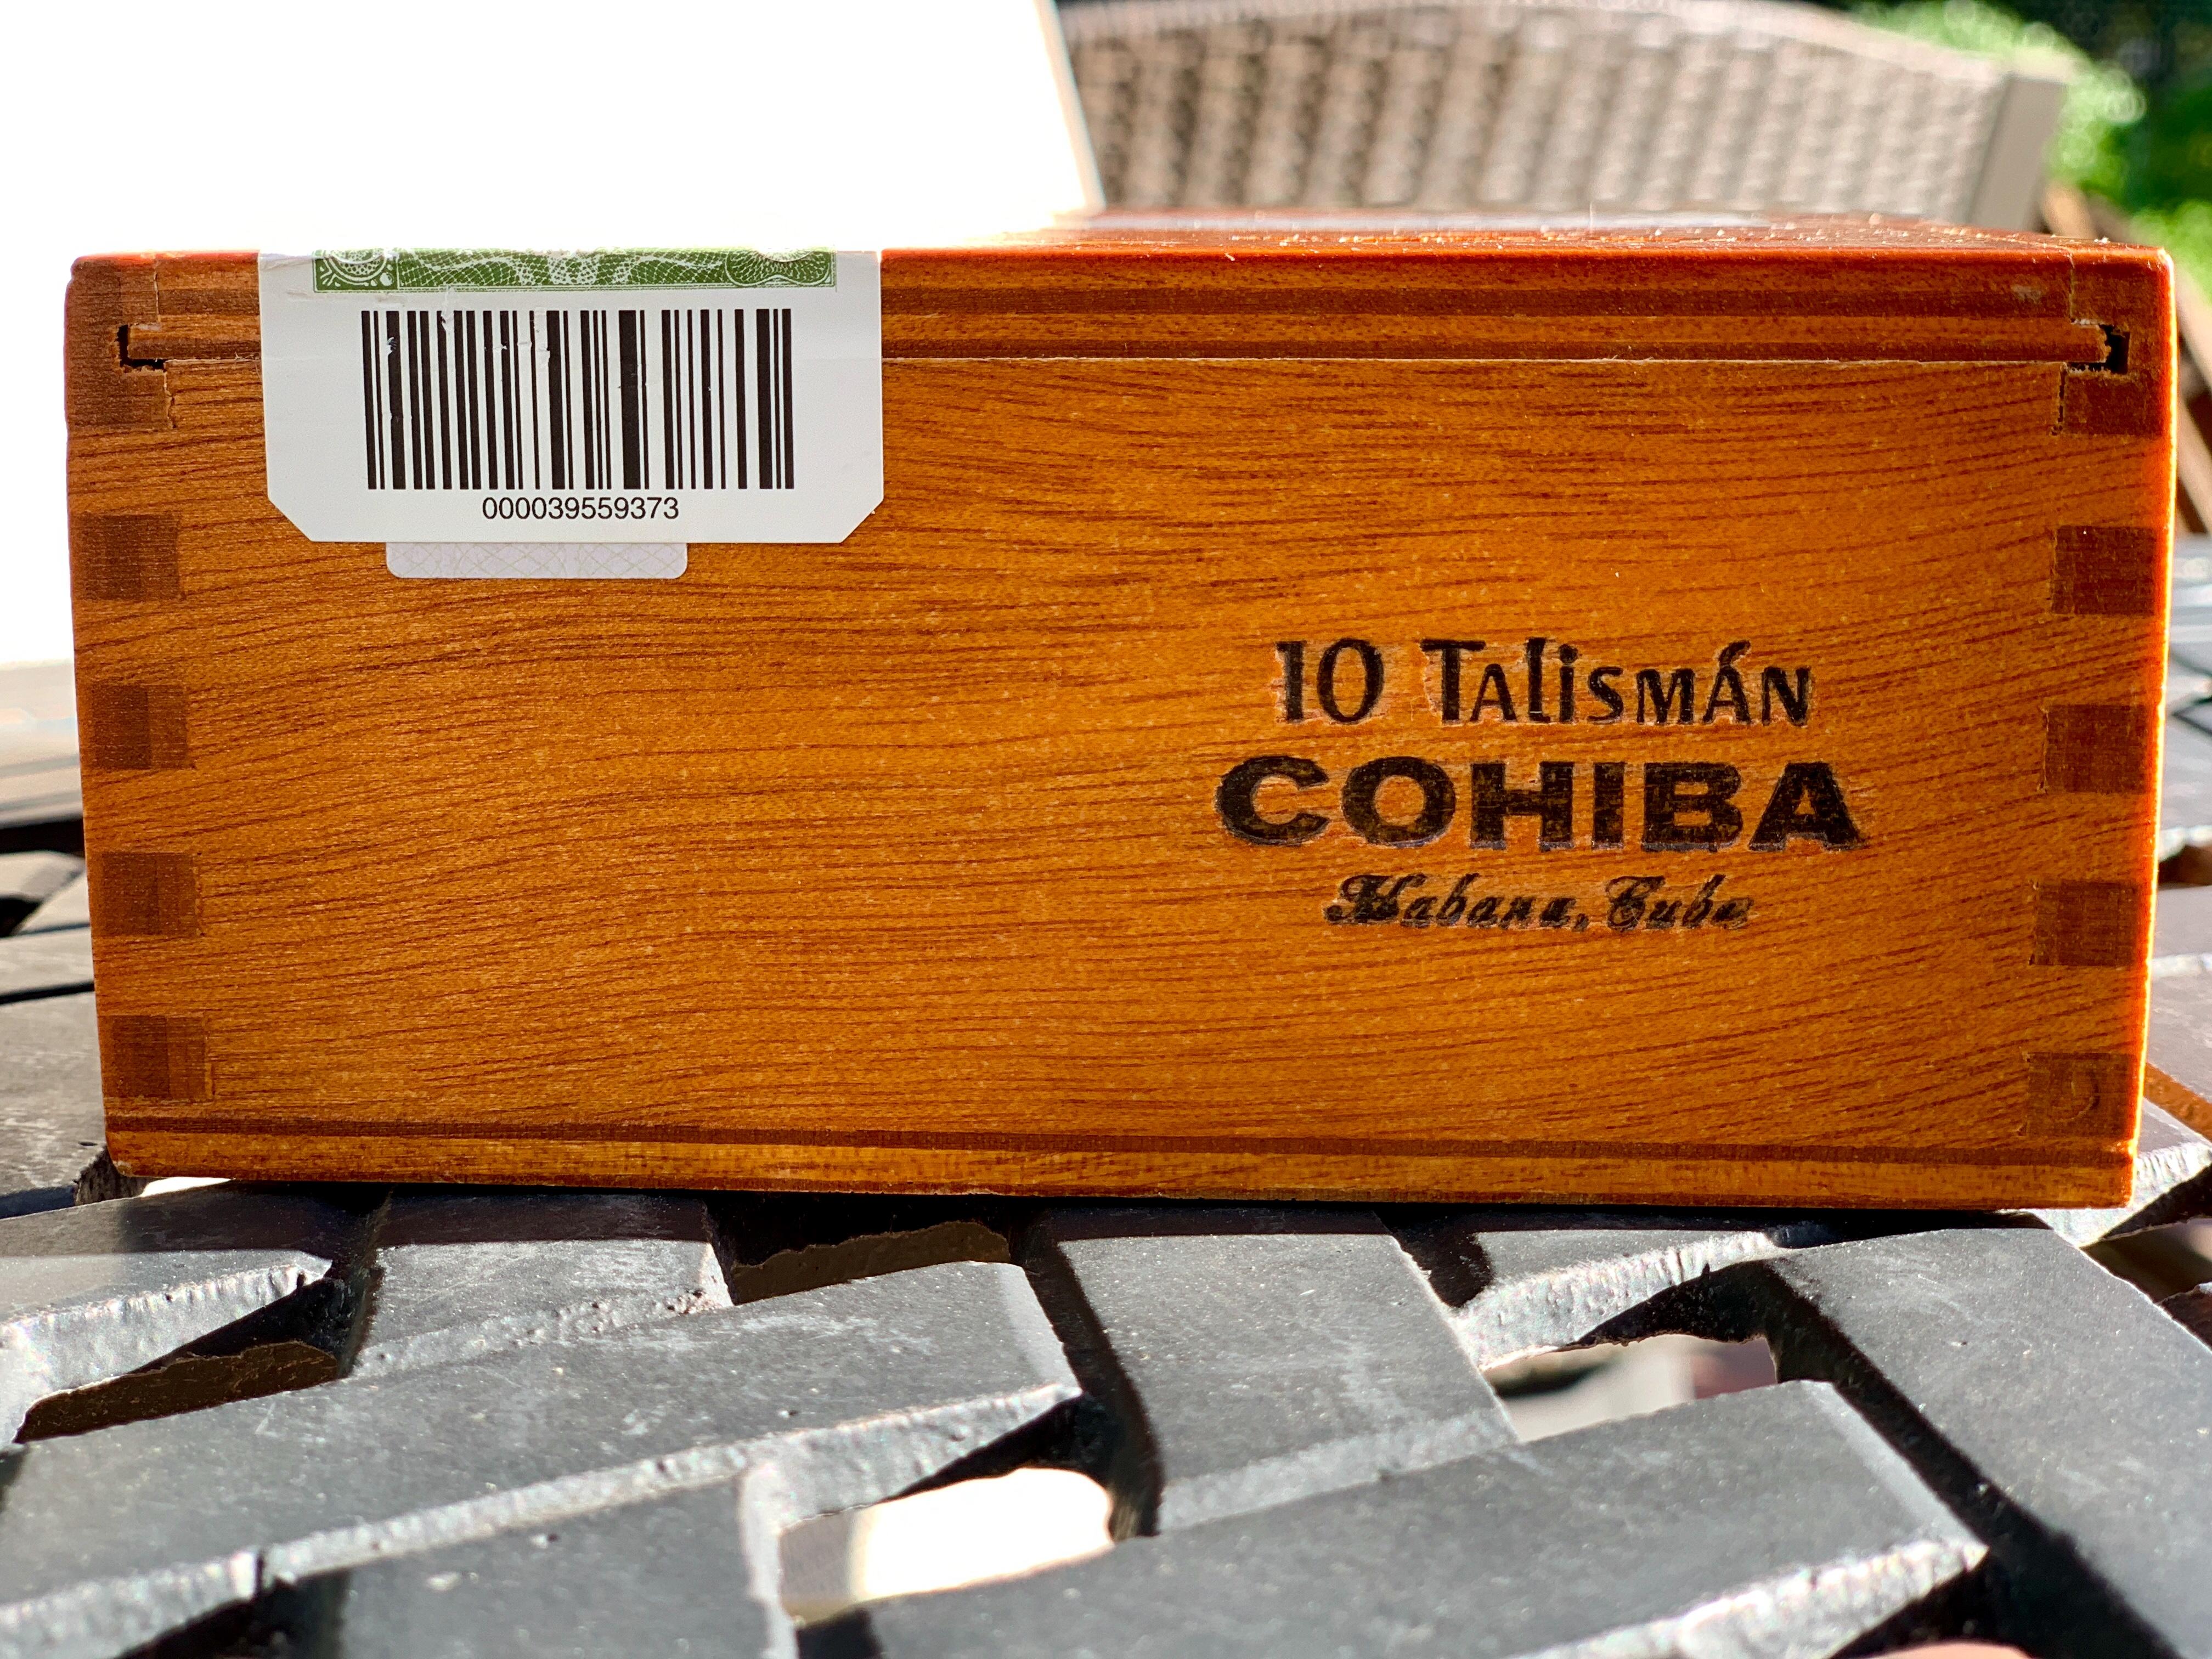 000039559373
10 Talismán
COHIBA
Habana, Cuba